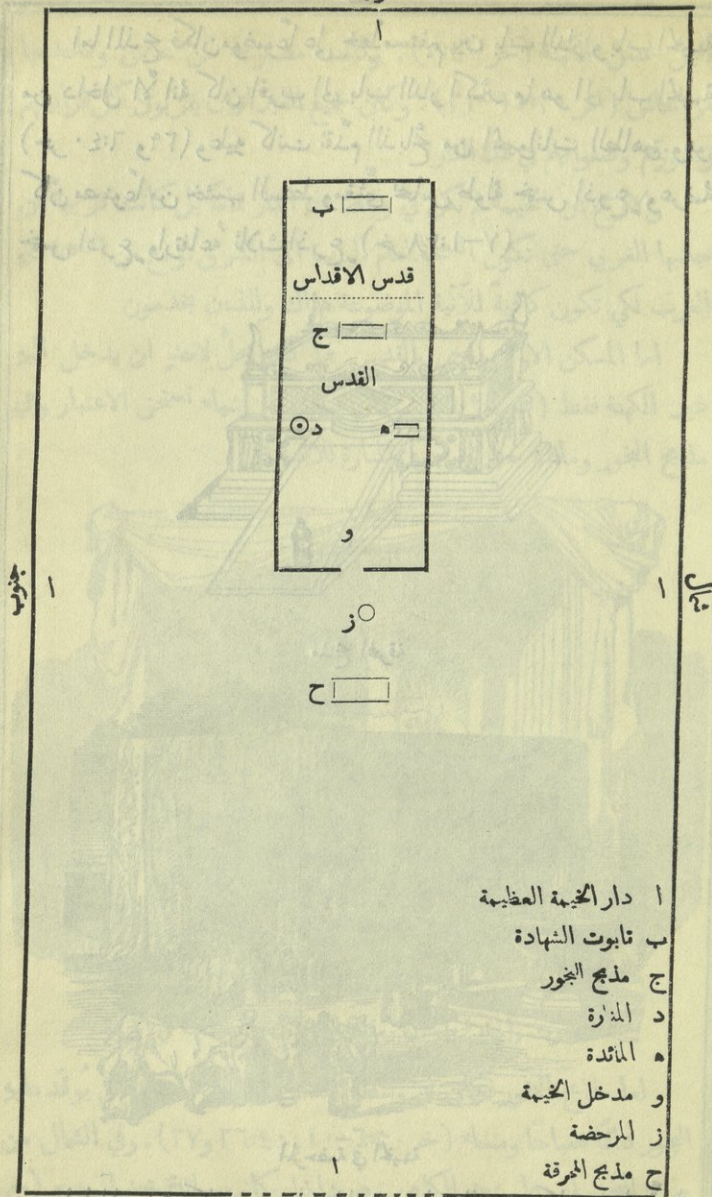 ا
ب
قدس الاقداس
ج
القدس
د ه
و
جنوب ا
ا شمال
ز
ح
ا دار الخيمة العظيمة
ب تابوت الشهادة
ج مذبح البخور
د المنارة
ه المائدة
و مدخل الخيمة
ز المرحضة
ح مذبح المحرقة
ا